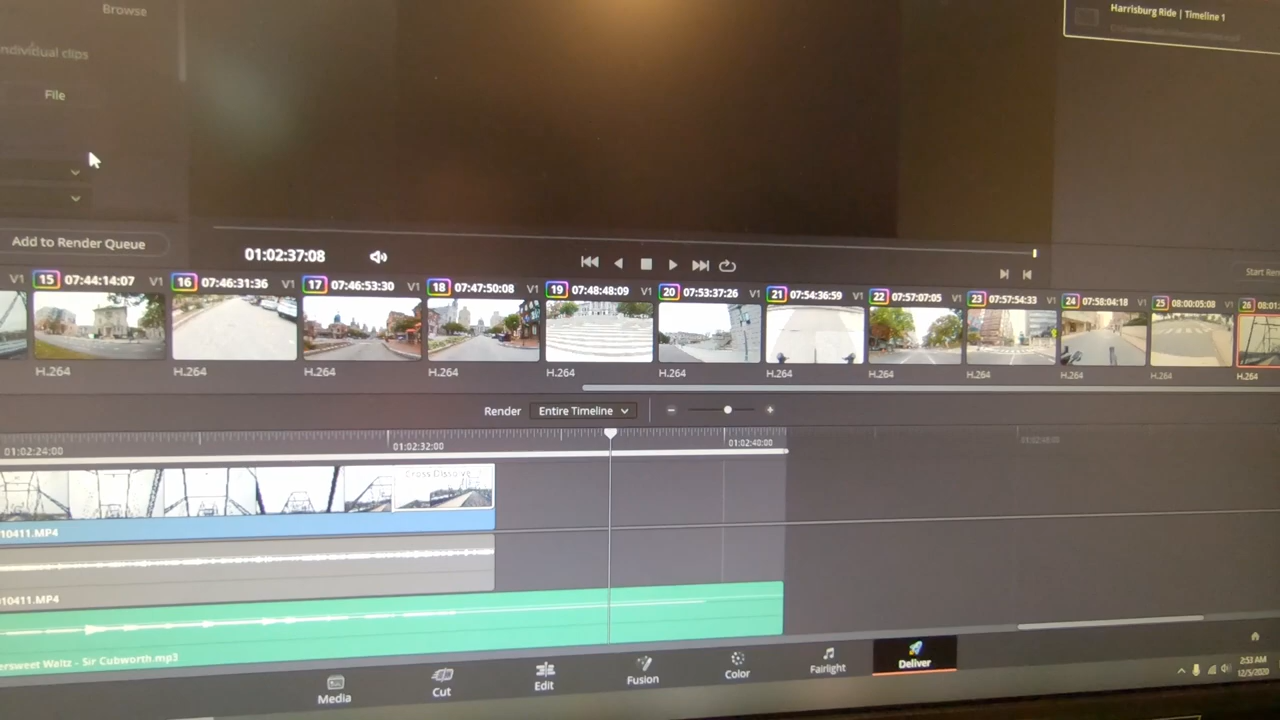 Browse
Harrisburg Ride | Timeline 1
individual clips
File
Add to Render Queue
01:02:37:08
Start Ren
V1 15 07:44:14:07 V1 16 07:46:31:36 V1 17 07:46:53:30 V1 18 07:47:50:08 V1 19 07:48:48:09 V1 20 07:53:37:26 V1 21 07:54:36:59 V1 22 07:57:07:05 V1 23 07:57:54:33 V1 24 07:58:04:18 V1 25 08:00:05:08 V1 26 08:01:
H.264 H.264 H.264 H.264 H.264 H.264 H.264 H.264 H.264 H.264 H.264 H.264
Render Entire Timeline
01:02:24:00 01:02:32:00 01:02:40:00 01:02:48:00
Cross Dissolve
10411.MP4
10411.MP4
ersweet Waltz - Sir Cubworth.mp3
Media Cut Edit Fusion Color Fairlight Deliver
2:53 AM
12/5/2020